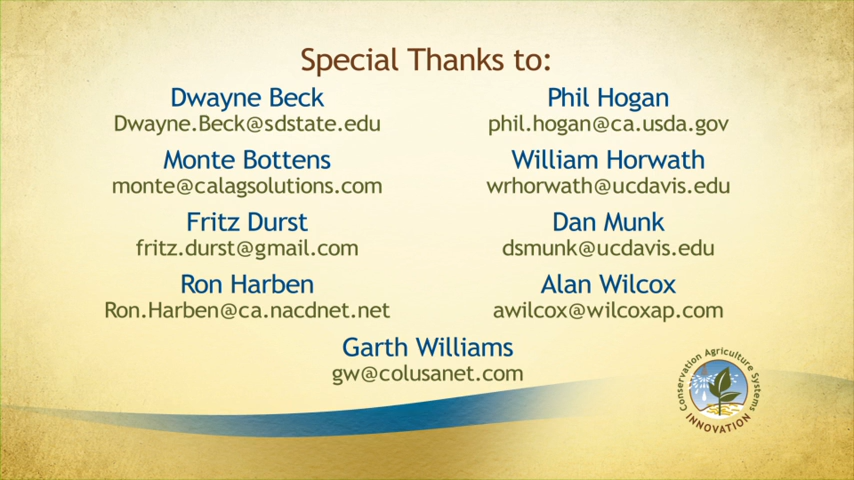 Special Thanks to:
Dwayne Beck
Dwayne.Beck@sdstate.edu
Monte Bottens
monte@calagsolutions.com
Fritz Durst
fritz.durst@gmail.com
Ron Harben
Ron.Harben@ca.nacdnet.net
Phil Hogan
phil.hogan@ca.usda.gov
William Horwath
wrhorwath@ucdavis.edu
Dan Munk
dsmunk@ucdavis.edu
Alan Wilcox
awilcox@wilcoxap.com
Garth Williams
gw@colusanet.com
Conservation Agriculture Systems
INNOVATION